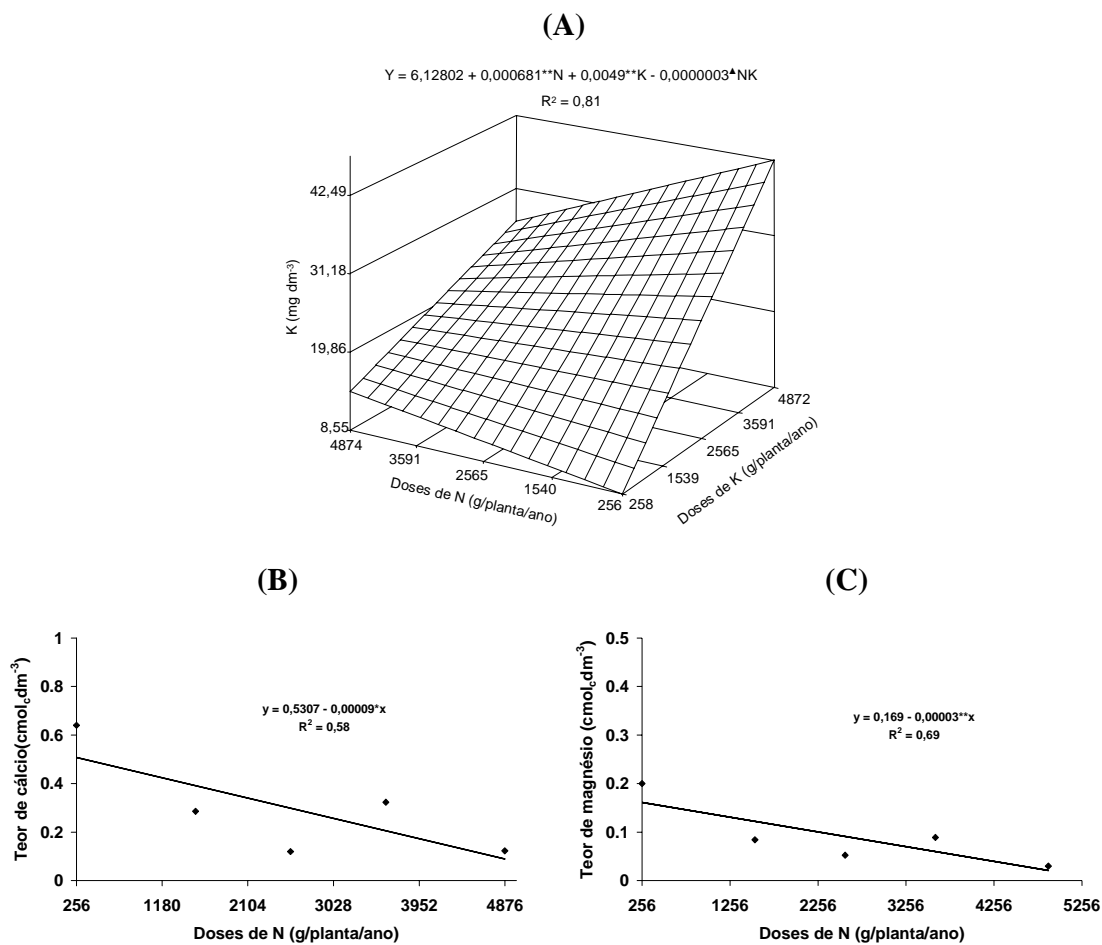 (A)
Y = 6,12802 + 0,000681**N + 0,0049**K - 0,0000003▲NK
R² = 0,81
42,49
31,18
19,86
8,55
K (mg dm⁻³)
4874
3591
2565
1540
256
Doses de N (g/planta/ano)
258
1539
2565
3591
4872
Doses de K (g/planta/ano)
(B)
1
0.8
0.6
0.4
0.2
0
Teor de cálcio(cmol꜀dm⁻³)
y = 0,5307 - 0,00009*x
R² = 0,58
256 1180 2104 3028 3952 4876
Doses de N (g/planta/ano)
(C)
0.5
0.4
0.3
0.2
0.1
0
Teor de magnésio (cmol꜀dm⁻³)
y = 0,169 - 0,00003**x
R² = 0,69
256 1256 2256 3256 4256 5256
Doses de N (g/planta/ano)